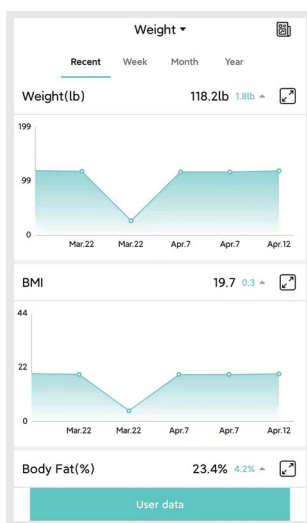 Weight
Recent Week Month Year
Weight(lb) 118.2lb 1.8lb
199
99
0
Mar.22 Mar.22 Apr.7 Apr.7 Apr.12
BMI 19.7 0.3
44
22
0
Mar.22 Mar.22 Apr.7 Apr.7 Apr.12
Body Fat(%) 23.4% 4.2%
User data